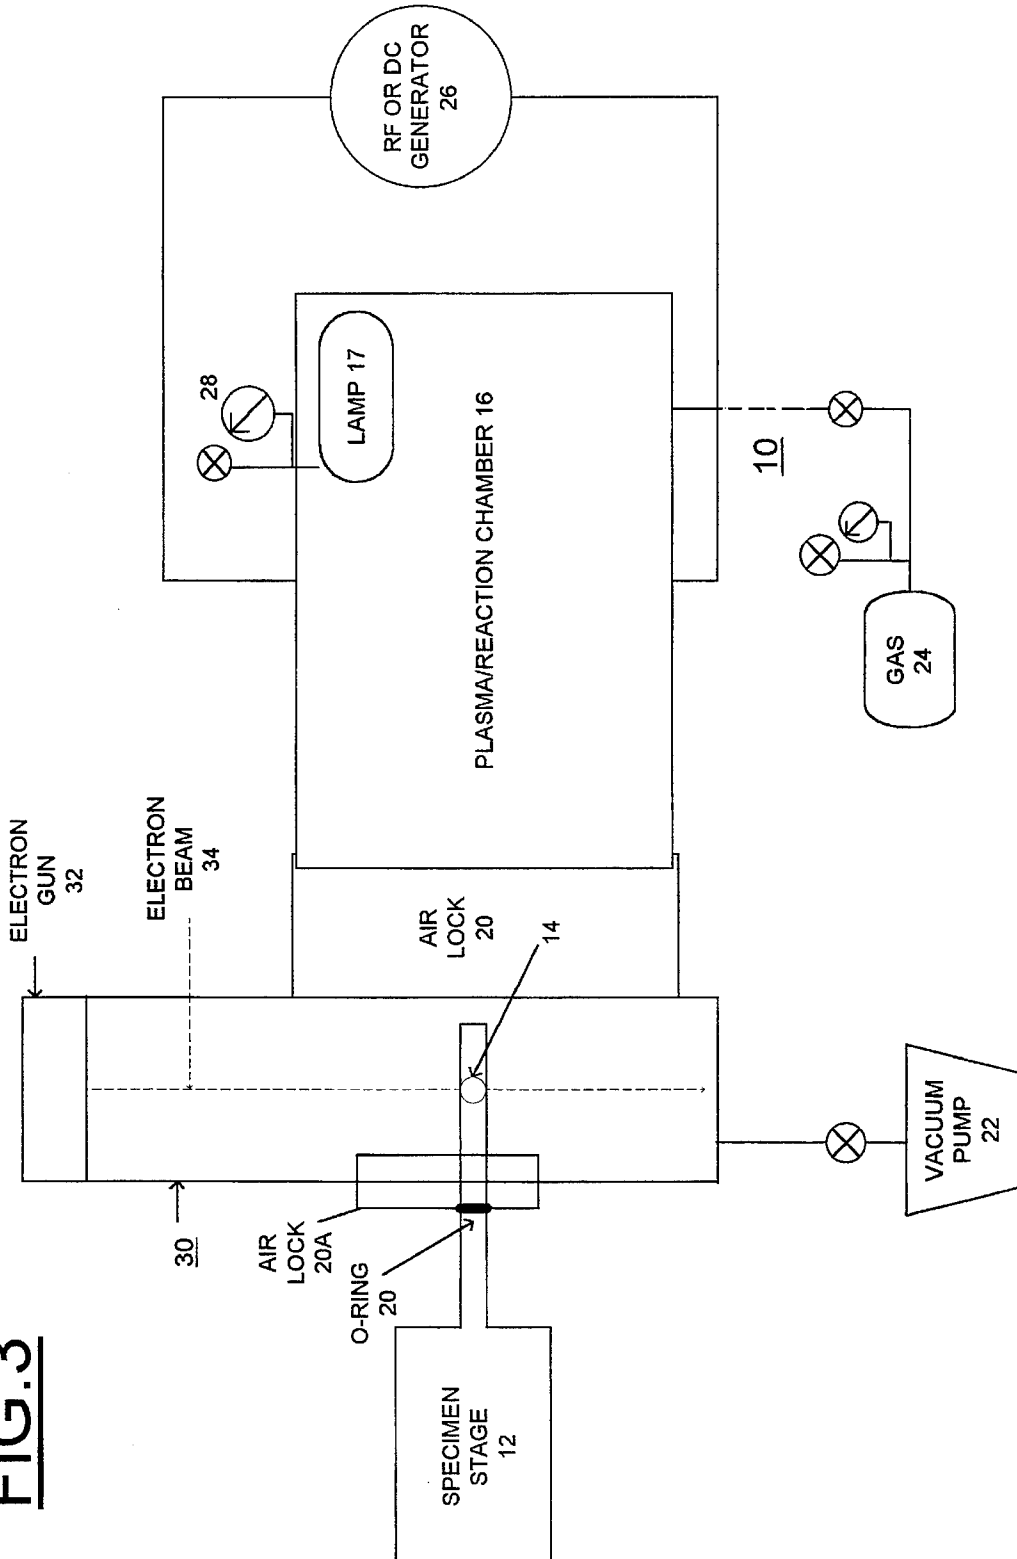 FIG.3
ELECTRON
GUN
32
ELECTRON
BEAM
34
30
AIR
LOCK
20A
O-RING
20
SPECIMEN
STAGE
12
AIR
LOCK
20
14
VACUUM
PUMP
22
28
LAMP 17
PLASMA/REACTION CHAMBER 16
RF OR DC
GENERATOR
26
10
GAS
24